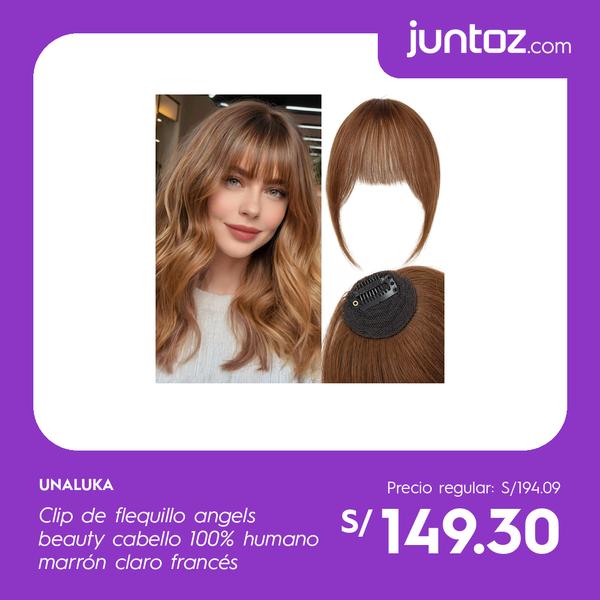 juntoz.com
UNALUKA
Clip de flequillo angels
beauty cabello 100% humano
marrón claro francés
Precio regular: S/194.09
S/149.30